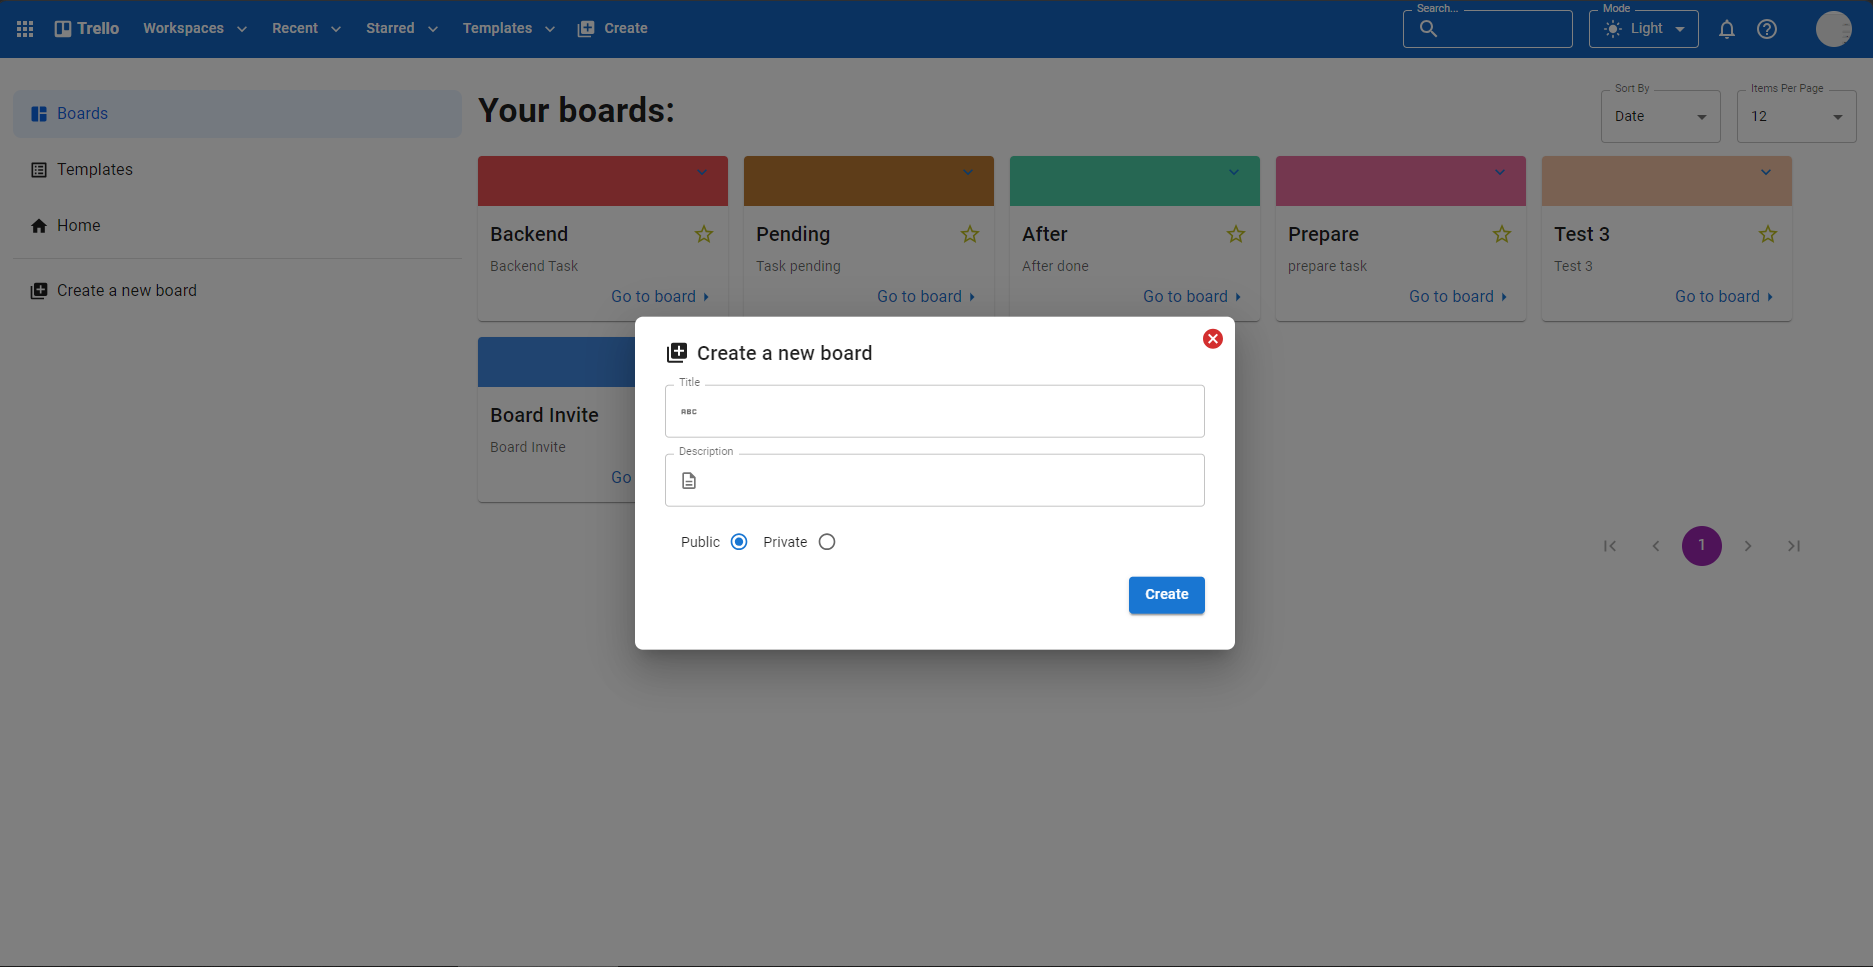 Trello Workspaces Recent Starred Templates Create Search... Mode Light
Boards
Templates
Home
Create a new board
Your boards:
Sort By
Date
Items Per Page
12
Backend
Backend Task
Go to board
Pending
Task pending
Go to board
After
After done
Go to board
Prepare
prepare task
Go to board
Test 3
Test 3
Go to board
Board Invite
Board Invite
Go
Create a new board
Title
ABC
Description
Public Private
Create
1